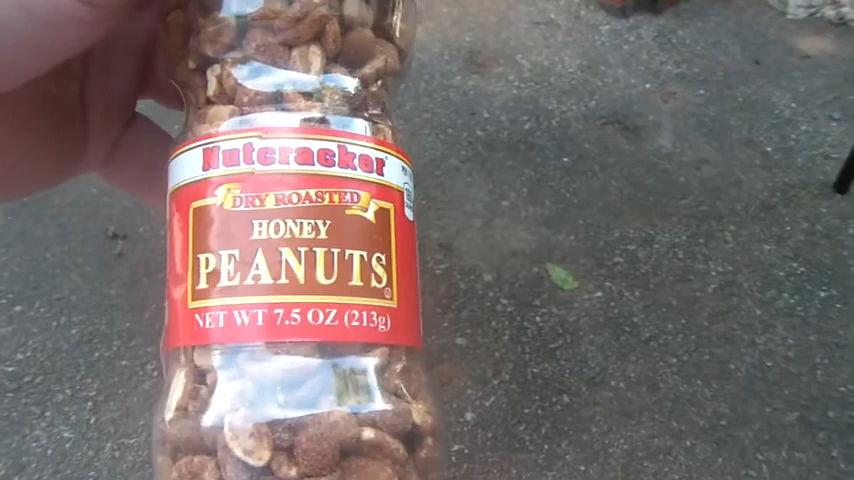 Nutcracker®
DRY ROASTED
HONEY
PEANUTS
NET WT 7.5 OZ (213g)